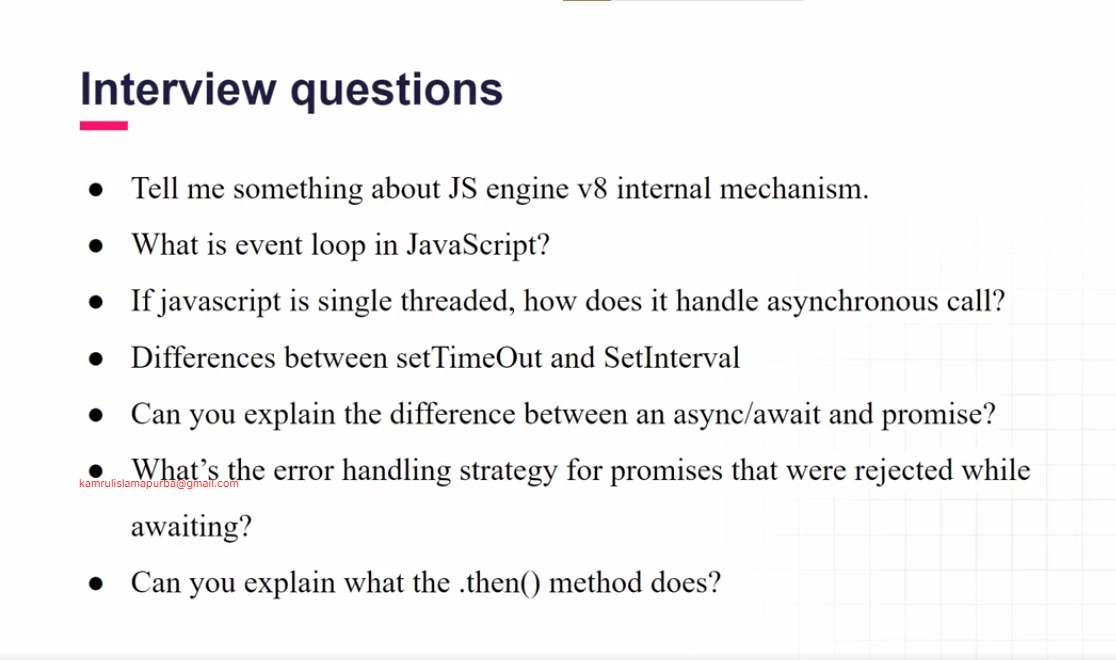 Interview questions
● Tell me something about JS engine v8 internal mechanism.
● What is event loop in JavaScript?
● If javascript is single threaded, how does it handle asynchronous call?
● Differences between setTimeOut and SetInterval
● Can you explain the difference between an async/await and promise?
● What’s the error handling strategy for promises that were rejected while
kamrulislamapurba@gmail.com
awaiting?
● Can you explain what the .then() method does?